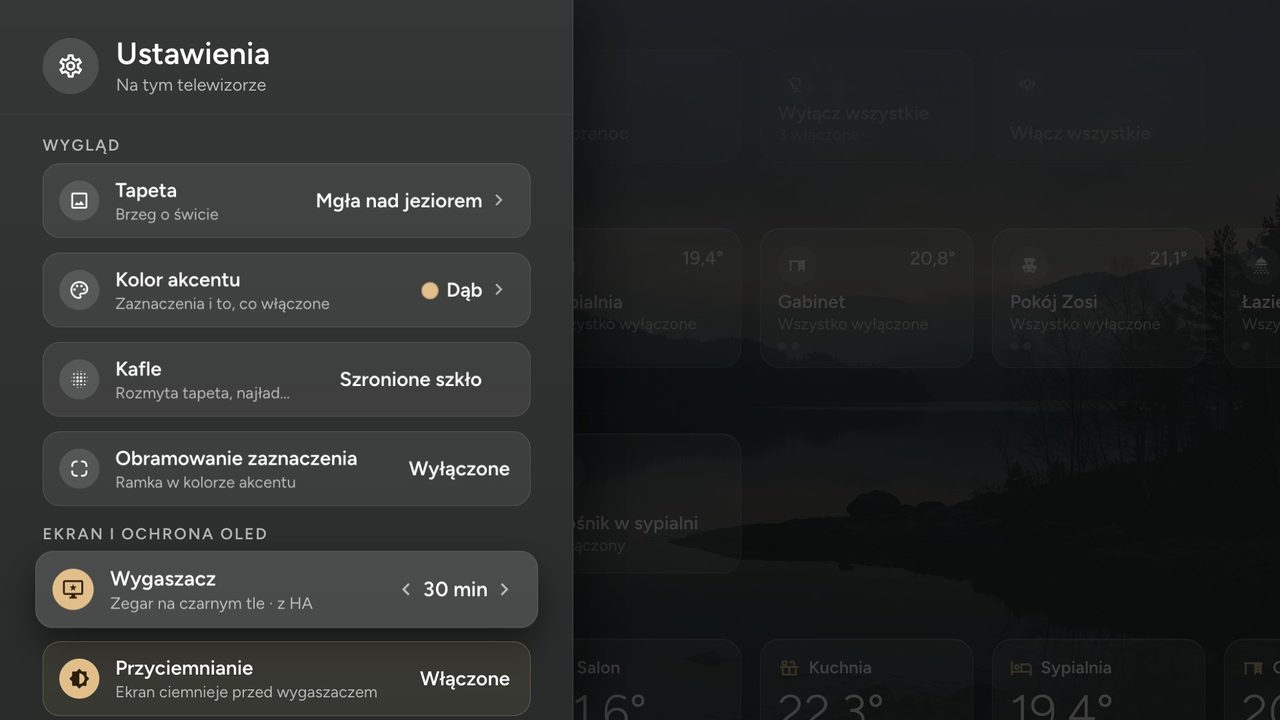 Ustawienia
Na tym telewizorze
WYGLĄD
Tapeta
Brzeg o świcie
Mgła nad jeziorem
Kolor akcentu
Zaznaczenia i to, co włączone
Dąb
Kafle
Rozmyta tapeta, najład...
Szronione szkło
Obramowanie zaznaczenia
Ramka w kolorze akcentu
Wyłączone
EKRAN I OCHRONA OLED
Wygaszacz
Zegar na czarnym tle · z HA
30 min
Przyciemnianie
Ekran ciemnieje przed wygaszaczem
Włączone
Wyłącz wszystkie
3 włączone
Włącz wszystkie
19,4°
20,8°
Gabinet
Wszystko wyłączone
21,1°
Pokój Zosi
Wszystko wyłączone
w sypialni
Salon
Kuchnia
22,3°
Sypialnia
19,4°